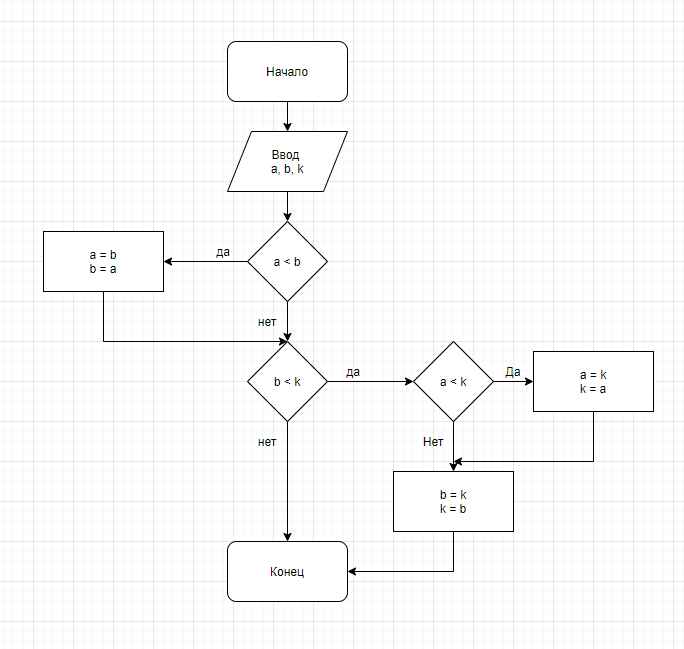 Начало
Ввод
a, b, k
да
a < b
a = b
b = a
нет
b < k
да
a < k
Да
a = k
k = a
нет
Нет
b = k
k = b
Конец